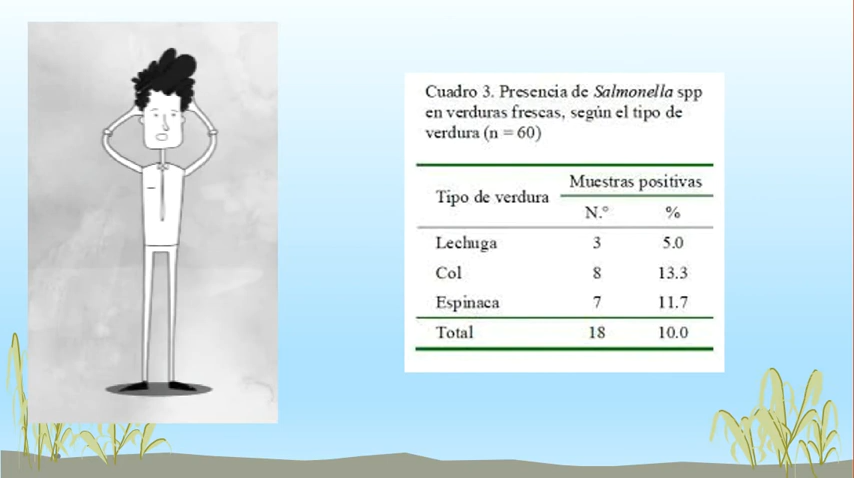 Cuadro 3. Presencia de Salmonella spp
en verduras frescas, según el tipo de
verdura (n = 60)
Tipo de verdura
Muestras positivas
N.° %
Lechuga 3 5.0
Col 8 13.3
Espinaca 7 11.7
Total 18 10.0